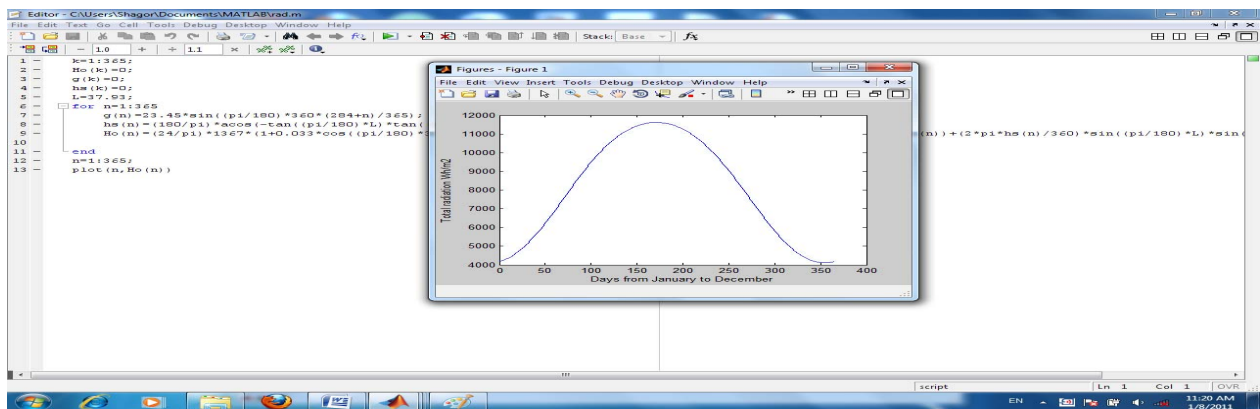 Editor - C:\Users\Shagor\Documents\MATLAB\rad.m
File Edit Text Go Cell Tools Debug Desktop Window Help
Stack: Base fx
- 1.0 + ÷ 1.1 ×
1 - k=1:365;
2 - Ho(k)=0;
3 - g(k)=0;
4 - hs(k)=0;
5 - L=37.93;
6 - for n=1:365
7 - g(n)=23.45*sin((pi/180)*360*(284+n)/365);
8 - hs(n)=(180/pi)*acos(-tan((pi/180)*L)*tan(
9 - Ho(n)=(24/pi)*1367*(1+0.033*cos((pi/180)*3
(n))+(2*pi*hs(n)/360)*sin((pi/180)*L)*sin(
10
11 - end
12 - n=1:365;
13 - plot(n,Ho(n))
Figures - Figure 1
File Edit View Insert Tools Debug Desktop Window Help
Total radiation Wh/m2
12000
11000
10000
9000
8000
7000
6000
5000
4000
0 50 100 150 200 250 300 350 400
Days from January to December
script Ln 1 Col 1 OVR
EN 11:20 AM
1/8/2011